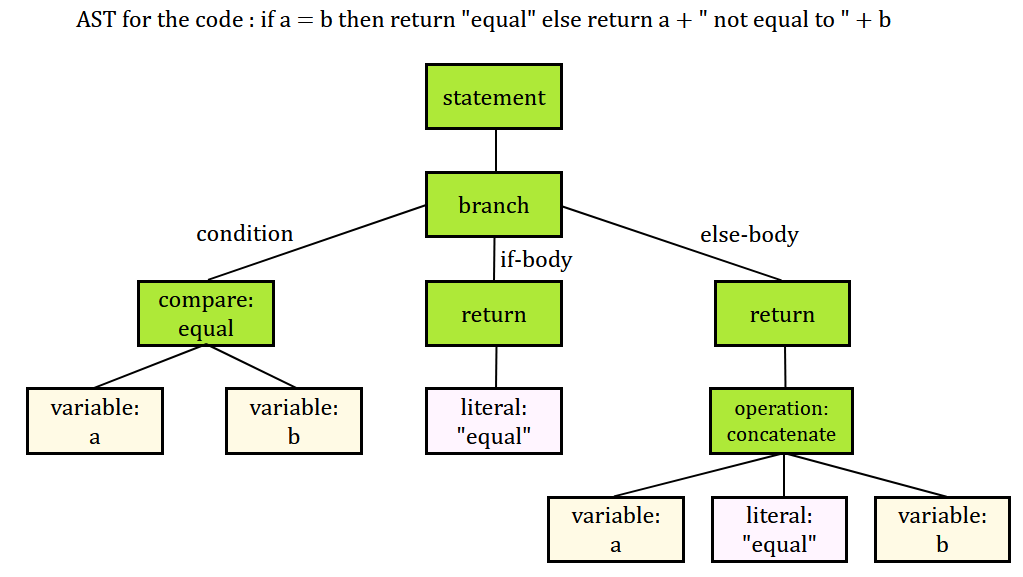 AST for the code : if a = b then return "equal" else return a + " not equal to " + b
statement
branch
condition
if-body
else-body
compare:
equal
return
return
variable:
a
variable:
b
literal:
"equal"
operation:
concatenate
variable:
a
literal:
"equal"
variable:
b